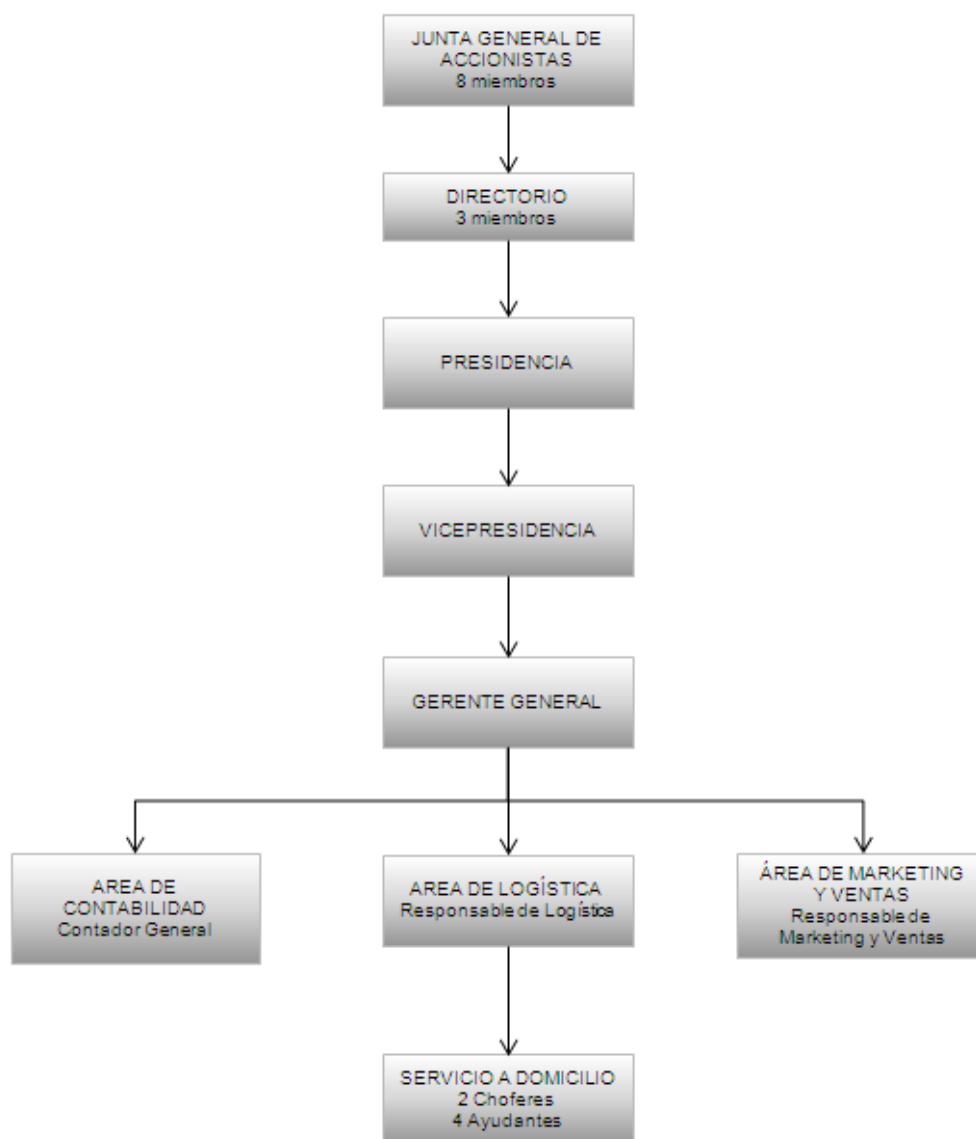 JUNTA GENERAL DE
ACCIONISTAS
8 miembros
DIRECTORIO
3 miembros
PRESIDENCIA
VICEPRESIDENCIA
GERENTE GENERAL
AREA DE
CONTABILIDAD
Contador General
AREA DE LOGÍSTICA
Responsable de Logística
ÁREA DE MARKETING
Y VENTAS
Responsable de
Marketing y Ventas
SERVICIO A DOMICILIO
2 Choferes
4 Ayudantes